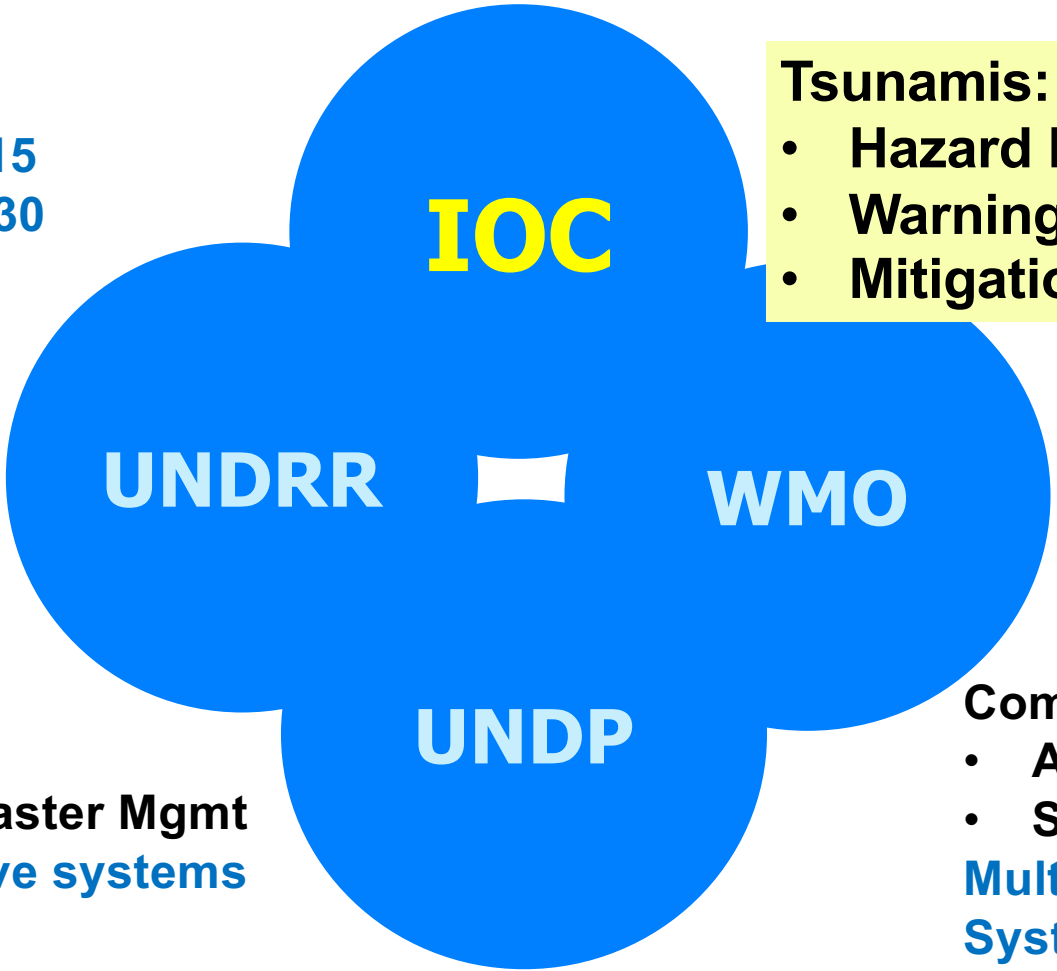 Tsunamis:
• Hazard
• Warning
• Mitigatio
15
30
IOC
UNDRR
WMO
UNDP
aster Mgmt
ve systems
Com
• A
• S
Mult
Syst